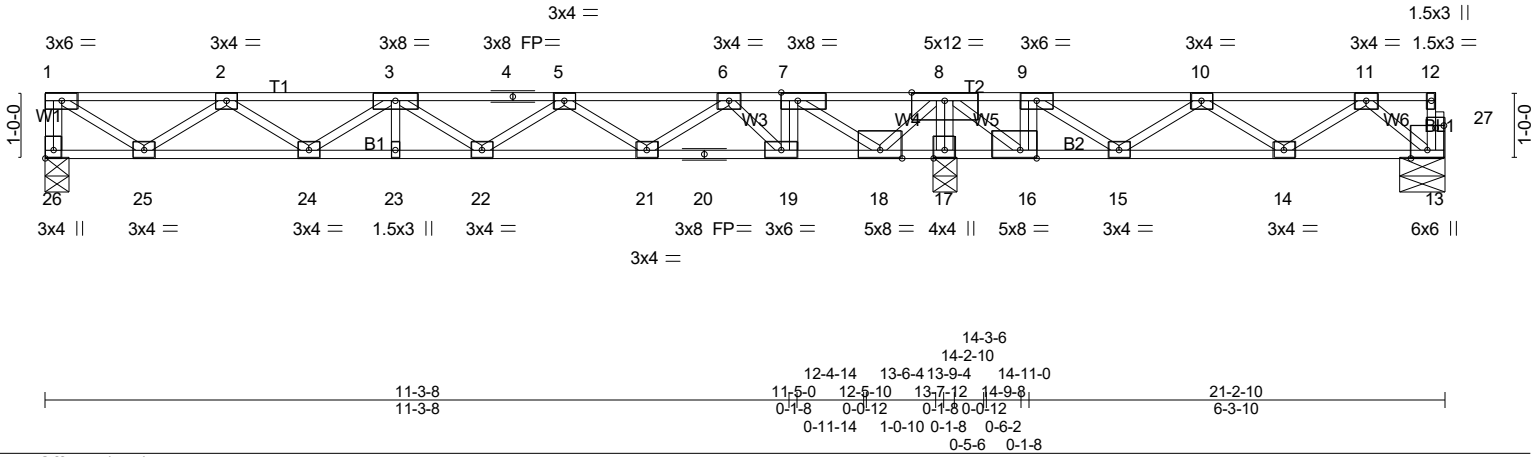 3x4 = 1.5x3 ||
3x6 = 3x4 = 3x8 = 3x8 FP= 3x4 = 3x8 = 5x12 = 3x6 = 3x4 = 3x4 = 1.5x3 =
1 2 3 4 5 6 7 8 9 10 11 12
T1 T2
1-0-0 W1 W3 W4 W5 W6 27 1-0-0
B1 B2
26 25 24 23 22 21 20 19 18 17 16 15 14 13
3x4 || 3x4 = 3x4 = 1.5x3 || 3x4 = 3x8 FP= 3x6 = 5x8 = 4x4 || 5x8 = 3x4 = 3x4 = 6x6 ||
3x4 =
14-3-6
14-2-10
12-4-14 13-6-4 13-9-4 14-11-0
11-3-8 11-5-0 12-5-10 13-7-12 14-9-8 21-2-10
11-3-8 0-1-8 0-0-12 0-1-8 0-0-12 6-3-10
0-11-14 1-0-10 0-1-8 0-6-2
0-5-6 0-1-8